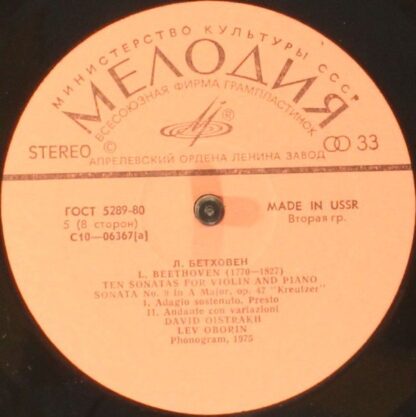 МИНИСТЕРСТВО КУЛЬТУРЫ СССР
МЕЛОДИЯ
ВСЕСОЮЗНАЯ ФИРМА ГРАМПЛАСТИНОК
STEREO
33
АПРЕЛЕВСКИЙ ОРДЕНА ЛЕНИНА ЗАВОД
ГОСТ 5289-80
5 (8 сторон)
С10—06367[а]
MADE IN USSR
Вторая гр.
Л. БЕТХОВЕН
L. BEETHOVEN (1770—1827)
TEN SONATAS FOR VIOLIN AND PIANO
SONATA No. 9 in A Major, op. 47 "Kreutzer"
I. Adagio sostenuto. Presto
II. Andante con variazioni
DAVID OISTRAKH
LEV OBORIN
Phonogram, 1975